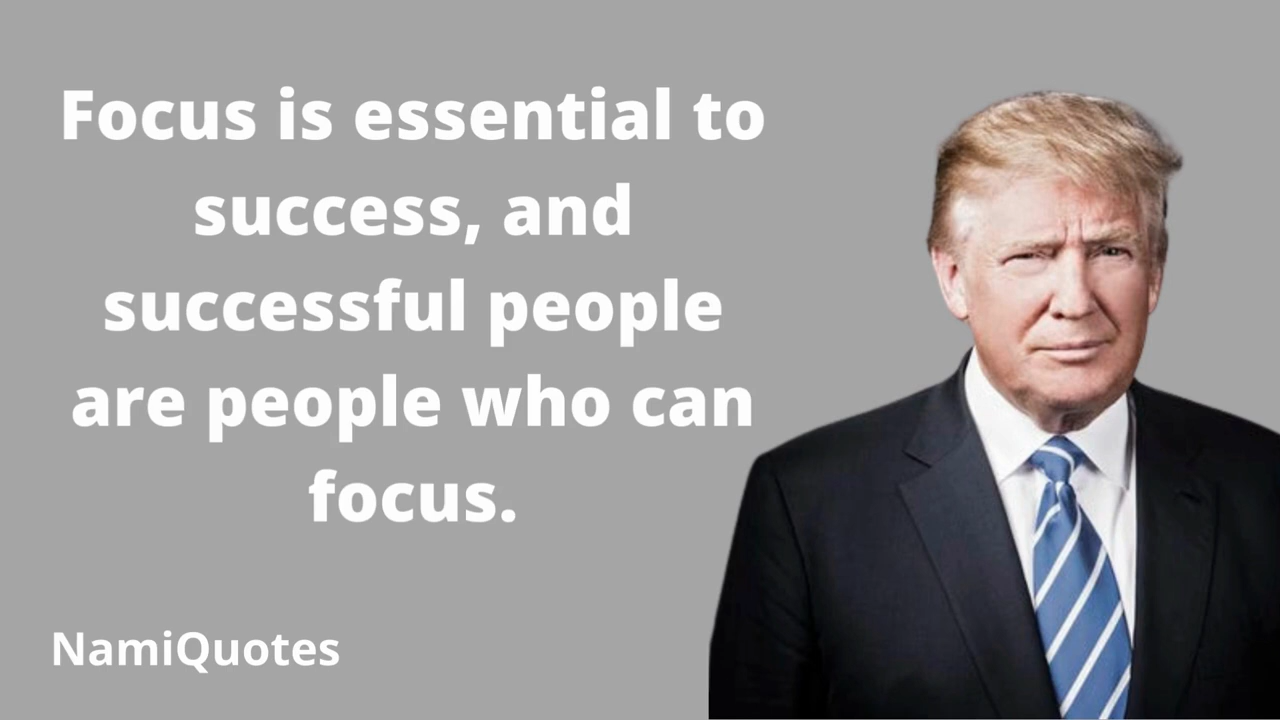 Focus is essential to
success, and
successful people
are people who can
focus.
NamiQuotes